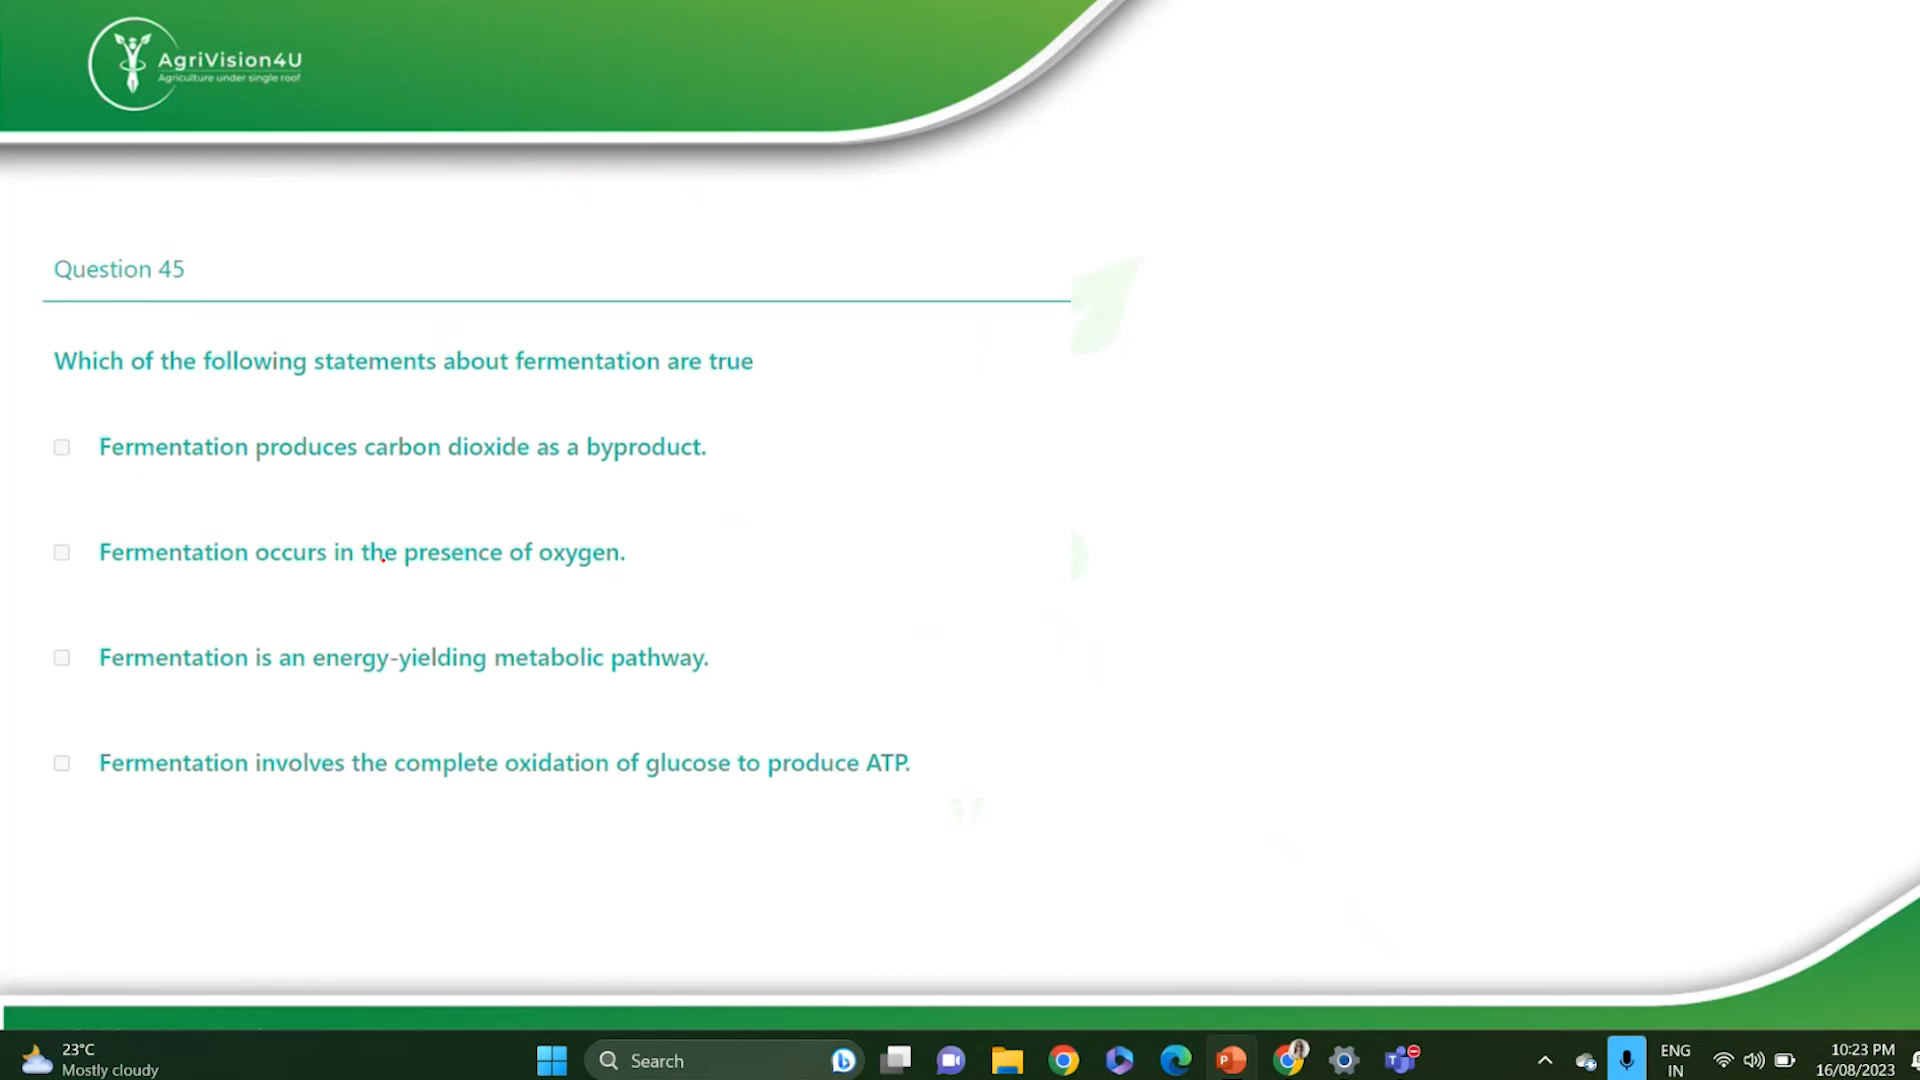 AgriVision4U
Agriculture under single roof
Question 45
Which of the following statements about fermentation are true
Fermentation produces carbon dioxide as a byproduct.
Fermentation occurs in the presence of oxygen.
Fermentation is an energy-yielding metabolic pathway.
Fermentation involves the complete oxidation of glucose to produce ATP.
23°C
Mostly cloudy
Search
ENG
IN
10:23 PM
16/08/2023